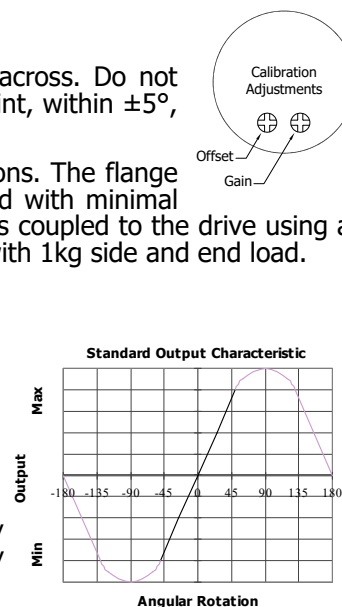 across. Do not
int, within ±5°,
Calibration
Adjustments
Offset
Gain
ons. The flange
d with minimal
s coupled to the drive using a
with 1kg side and end load.
Standard Output Characteristic
Max
Output
Min
-180 -135 -90 -45 0 45 90 135 180
Angular Rotation
y
y